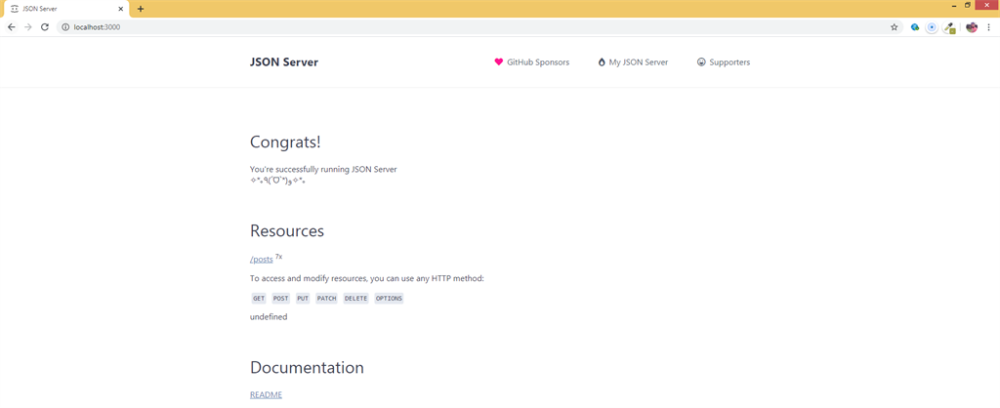 JSON Server
localhost:3000
JSON Server
GitHub Sponsors
My JSON Server
Supporters
Congrats!
You're successfully running JSON Server
✧*｡٩(ˊᗜˋ*)و✧*｡
Resources
/posts 7x
To access and modify resources, you can use any HTTP method:
GET POST PUT PATCH DELETE OPTIONS
undefined
Documentation
README